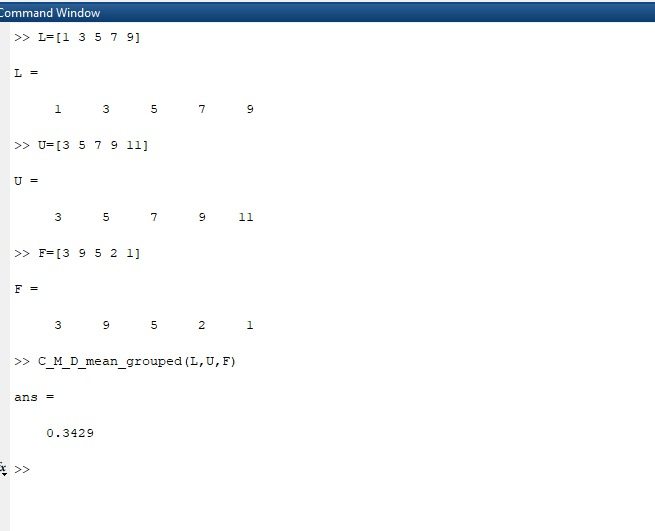 Command Window
>> L=[1 3 5 7 9]
L =
1 3 5 7 9
>> U=[3 5 7 9 11]
U =
3 5 7 9 11
>> F=[3 9 5 2 1]
F =
3 9 5 2 1
>> C_M_D_mean_grouped(L,U,F)
ans =
0.3429
fx >>